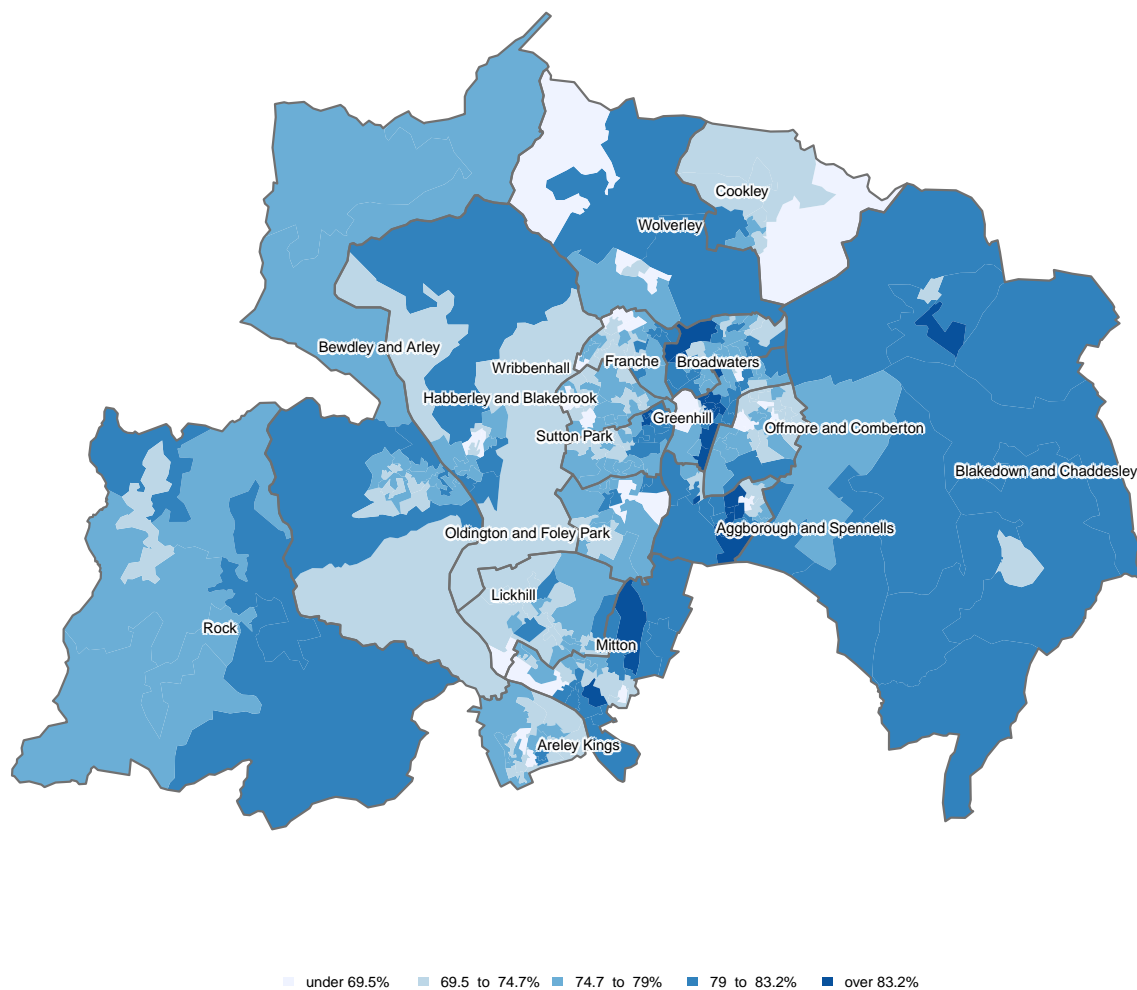 Cookley
Wolverley
Bewdley and Arley
Wribbenhall
Franche
Broadwaters
Habberley and Blakebrook
Greenhill
Offmore and Comberton
Sutton Park
Blakedown and Chaddesley
Aggborough and Spennells
Oldington and Foley Park
Lickhill
Rock
Mitton
Areley Kings
under 69.5% 69.5 to 74.7% 74.7 to 79% 79 to 83.2% over 83.2%